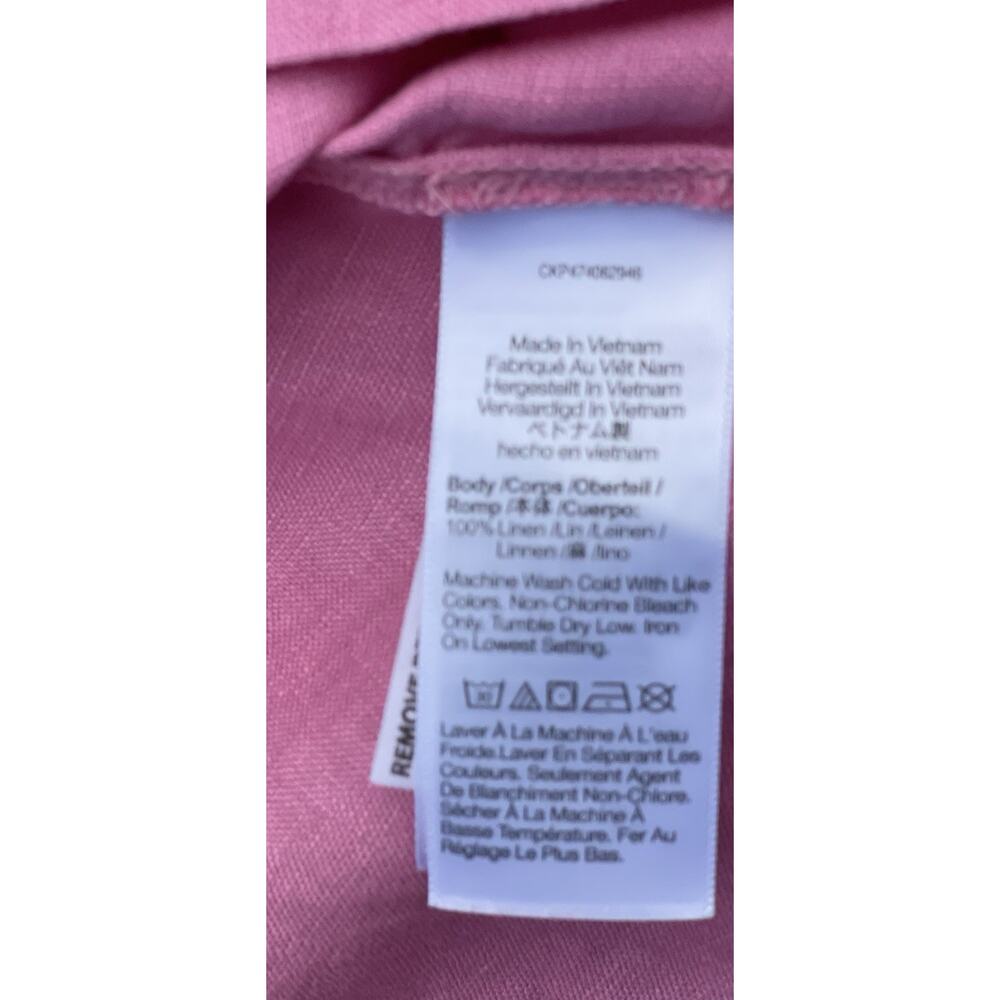 Made In Vietnam
Fabriqué Au Việt Nam
Hergestellt In Vietnam
Vervaardigd In Vietnam
ベトナム製
hecho en vietnam
Body /Corps /Oberteil /
Romp /本体 /Cuerpo:
100% Linen /Lin /Leinen /
Linnen /麻 /lino
Machine Wash Cold With Like
Colors. Non-Chlorine Bleach
Only. Tumble Dry Low. Iron
On Lowest Setting.
Laver À La Machine À L'eau
Froide.Laver En Séparant Les
Couleurs. Seulement Agent
De Blanchiment Non-Chlore.
Sécher À La Machine À
Basse Température. Fer Au
Réglage Le Plus Bas.
REMOVE